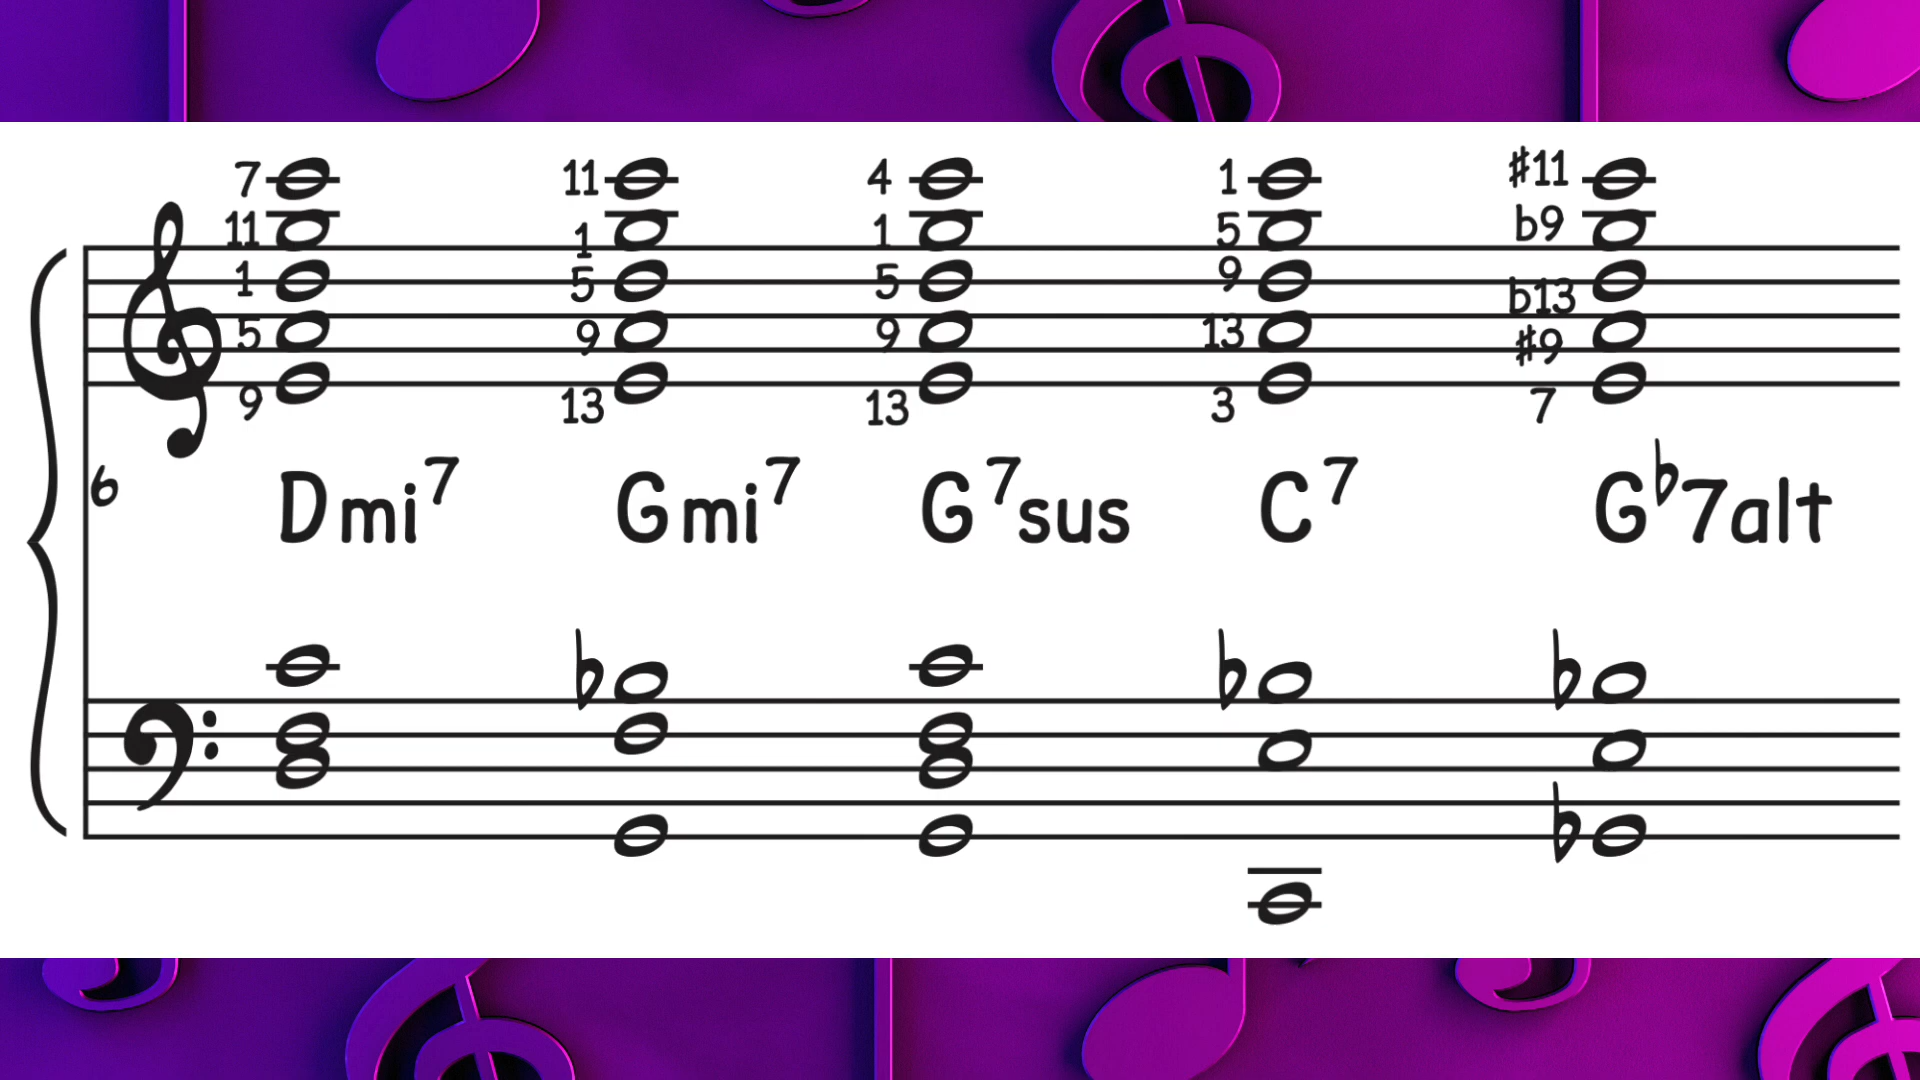 7 11 4 1 ♯11
11 1 1 5 b9
1 5 5 9 b13
5 9 9 13 ♯9
9 13 13 3 7
6 Dmi7 Gmi7 G7sus C7 G♭7alt